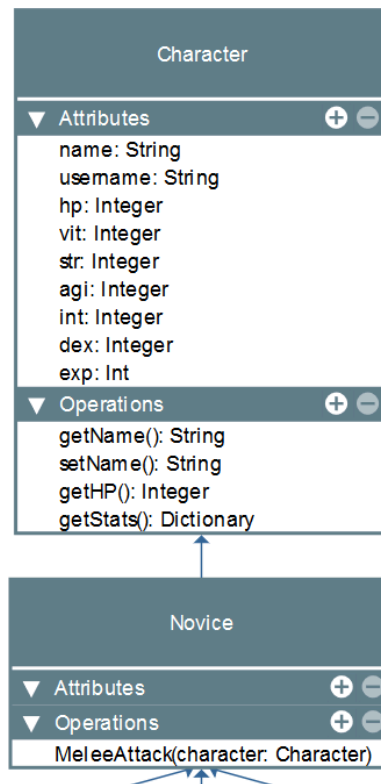 Character
Attributes
name: String
username: String
hp: Integer
vit: Integer
str: Integer
agi: Integer
int: Integer
dex: Integer
exp: Int
Operations
getName(): String
setName(): String
getHP(): Integer
getStats(): Dictionary
Novice
Attributes
Operations
MeleeAttack(character: Character)